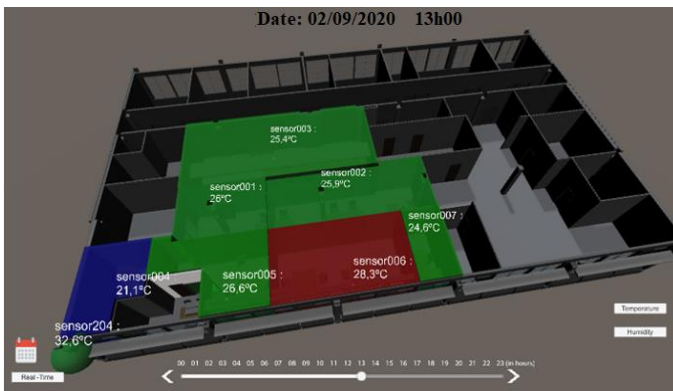 Date: 02/09/2020 13h00
sensor003 :
25,4ºC
sensor002 :
25,9ºC
sensor001 :
26ºC
sensor007 :
24,6ºC
sensor006 :
28,3ºC
sensor005 :
26,6ºC
sensor004 :
21,1ºC
sensor204 :
32,6ºC
Temperature
Humidity
00 01 02 03 04 05 06 07 08 09 10 11 12 13 14 15 16 17 18 19 20 21 22 23 (in hours)
Real-Time